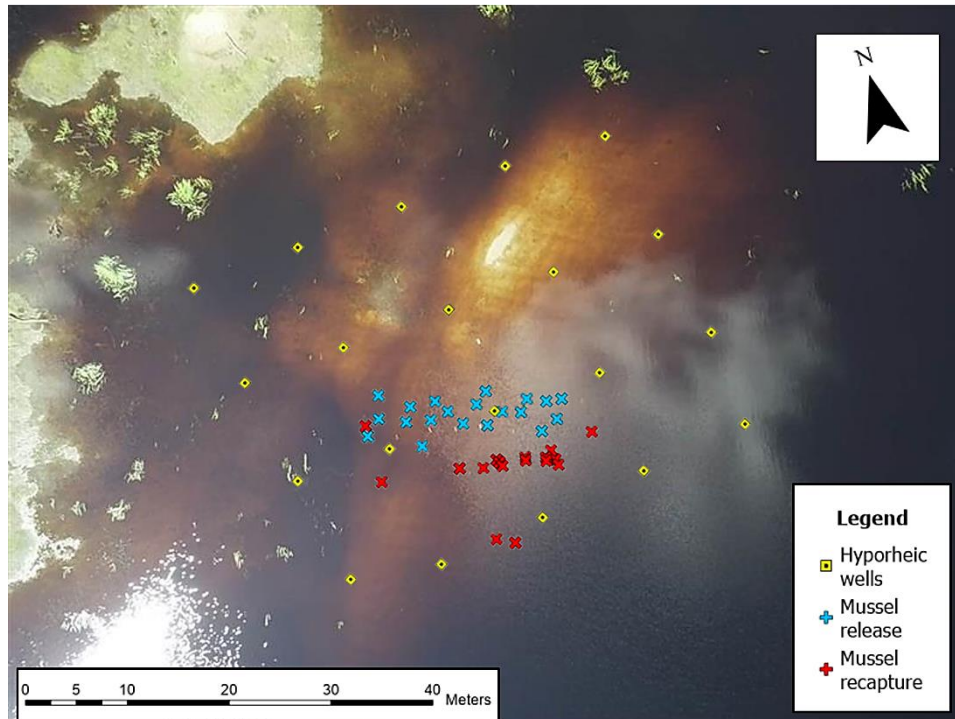 N
Legend
Hyporheic
wells
Mussel
release
Mussel
recapture
0 5 10 20 30 40 Meters